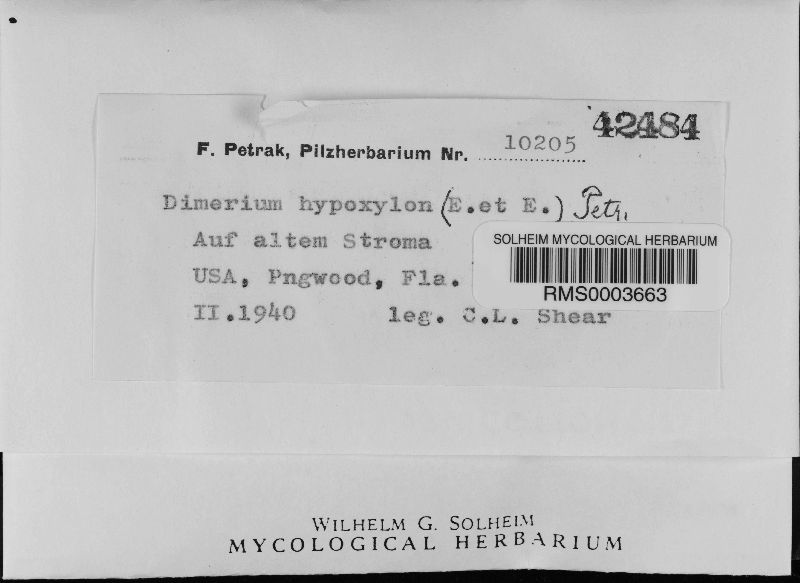 42484
F. Petrak, Pilzherbarium Nr. 10205
Dimerium hypoxylon (E.et E.) Petr.
Auf altem Stroma
SOLHEIM MYCOLOGICAL HERBARIUM
USA, Pngwood, Fla.
RMS0003663
II.1940 leg. C.L. Shear
WILHELM G. SOLHEIM
MYCOLOGICAL HERBARIUM